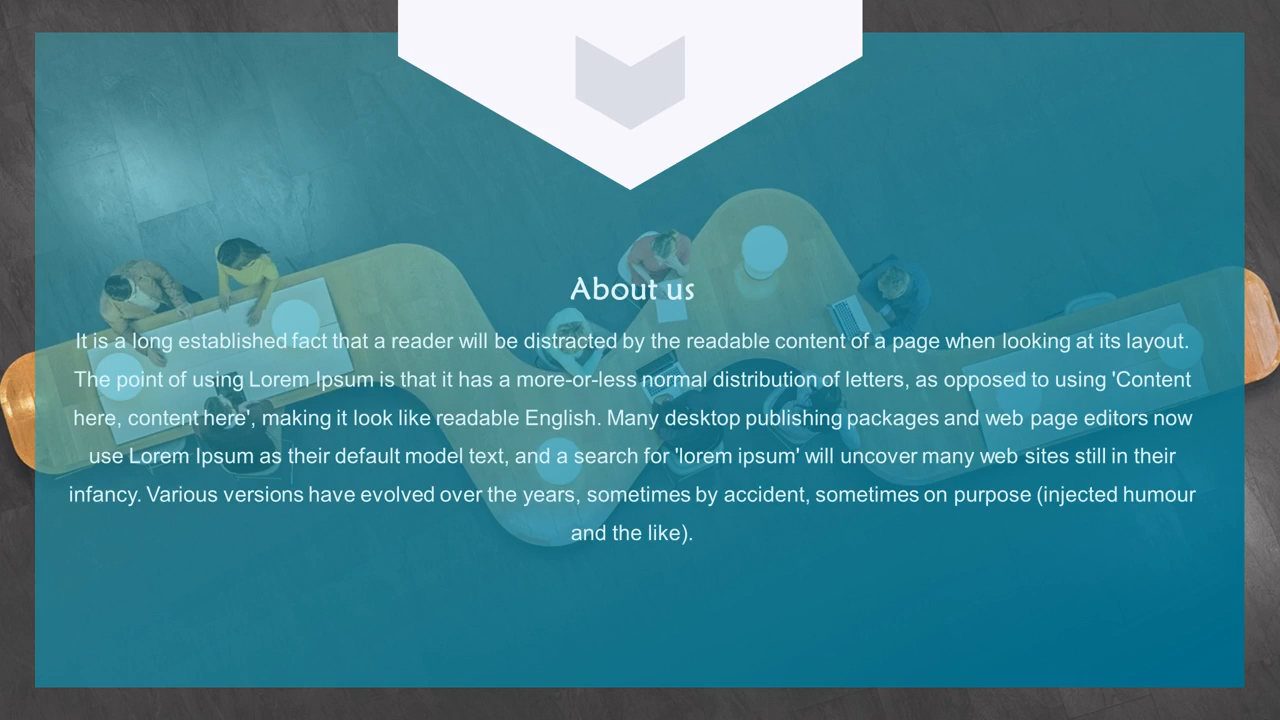 About us
It is a long established fact that a reader will be distracted by the readable content of a page when looking at its layout.
The point of using Lorem Ipsum is that it has a more-or-less normal distribution of letters, as opposed to using 'Content
here, content here', making it look like readable English. Many desktop publishing packages and web page editors now
use Lorem Ipsum as their default model text, and a search for 'lorem ipsum' will uncover many web sites still in their
infancy. Various versions have evolved over the years, sometimes by accident, sometimes on purpose (injected humour
and the like).